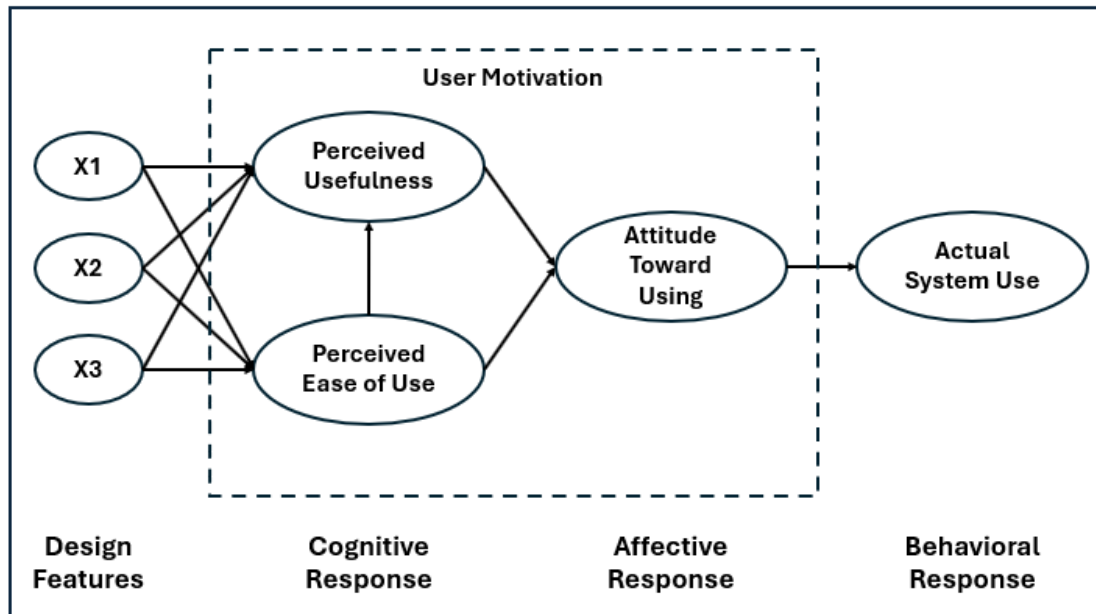 User Motivation
X1
X2
X3
Perceived
Usefulness
Perceived
Ease of Use
Attitude
Toward
Using
Actual
System Use
Design
Features
Cognitive
Response
Affective
Response
Behavioral
Response